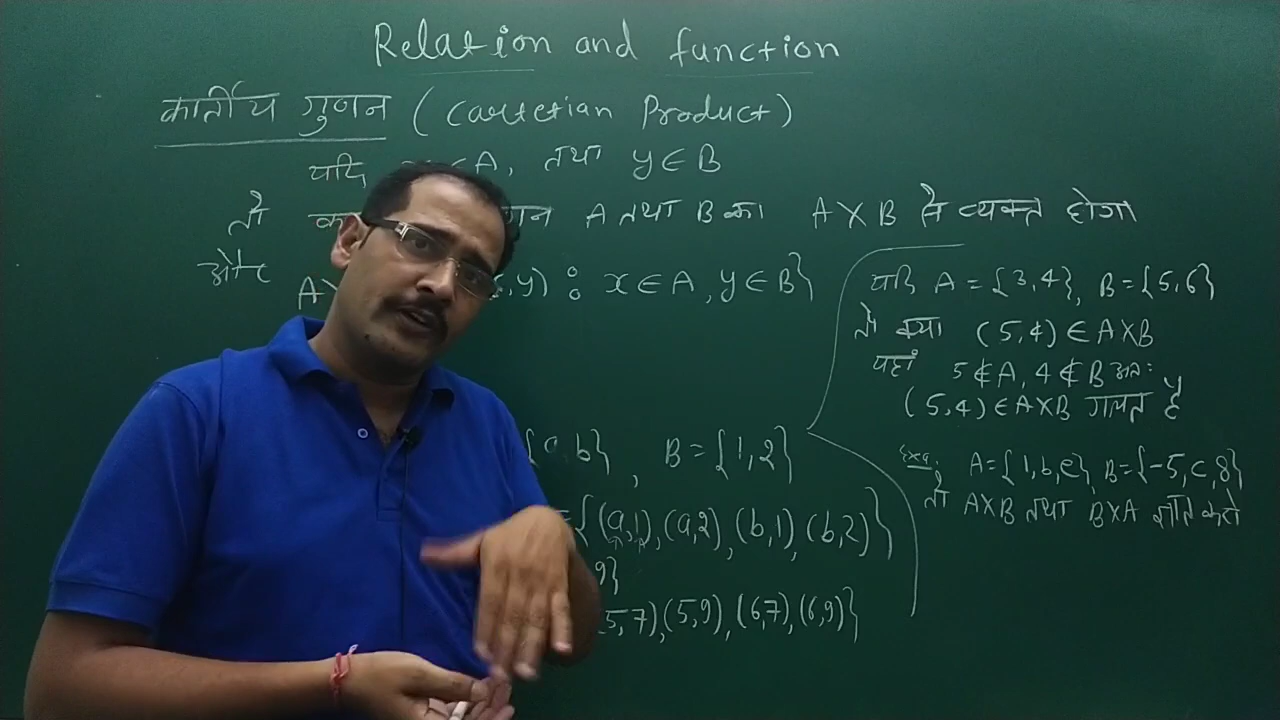 Relation and function
कार्तीय गुणन (Cartetian Product)
यदि ∈A, तथा y∈B
तो A तथा B का A×B से व्यक्त होगा
और A ,y) : x∈A, y∈B}
a,b} , B={1,2}
={(a,1),(a,2),(b,1),(b,2)}
9}
5,7),(5,9),(6,7),(6,9)}
यदि A={3,4}, B={5,6}
तो क्या (5,4)∈A×B
यहां 5∉A, 4∉B अतः
(5,4)∈A×B गलत है
Exa: A={1,b,e}, B={-5,c,8}
तो A×B तथा B×A ज्ञात करो